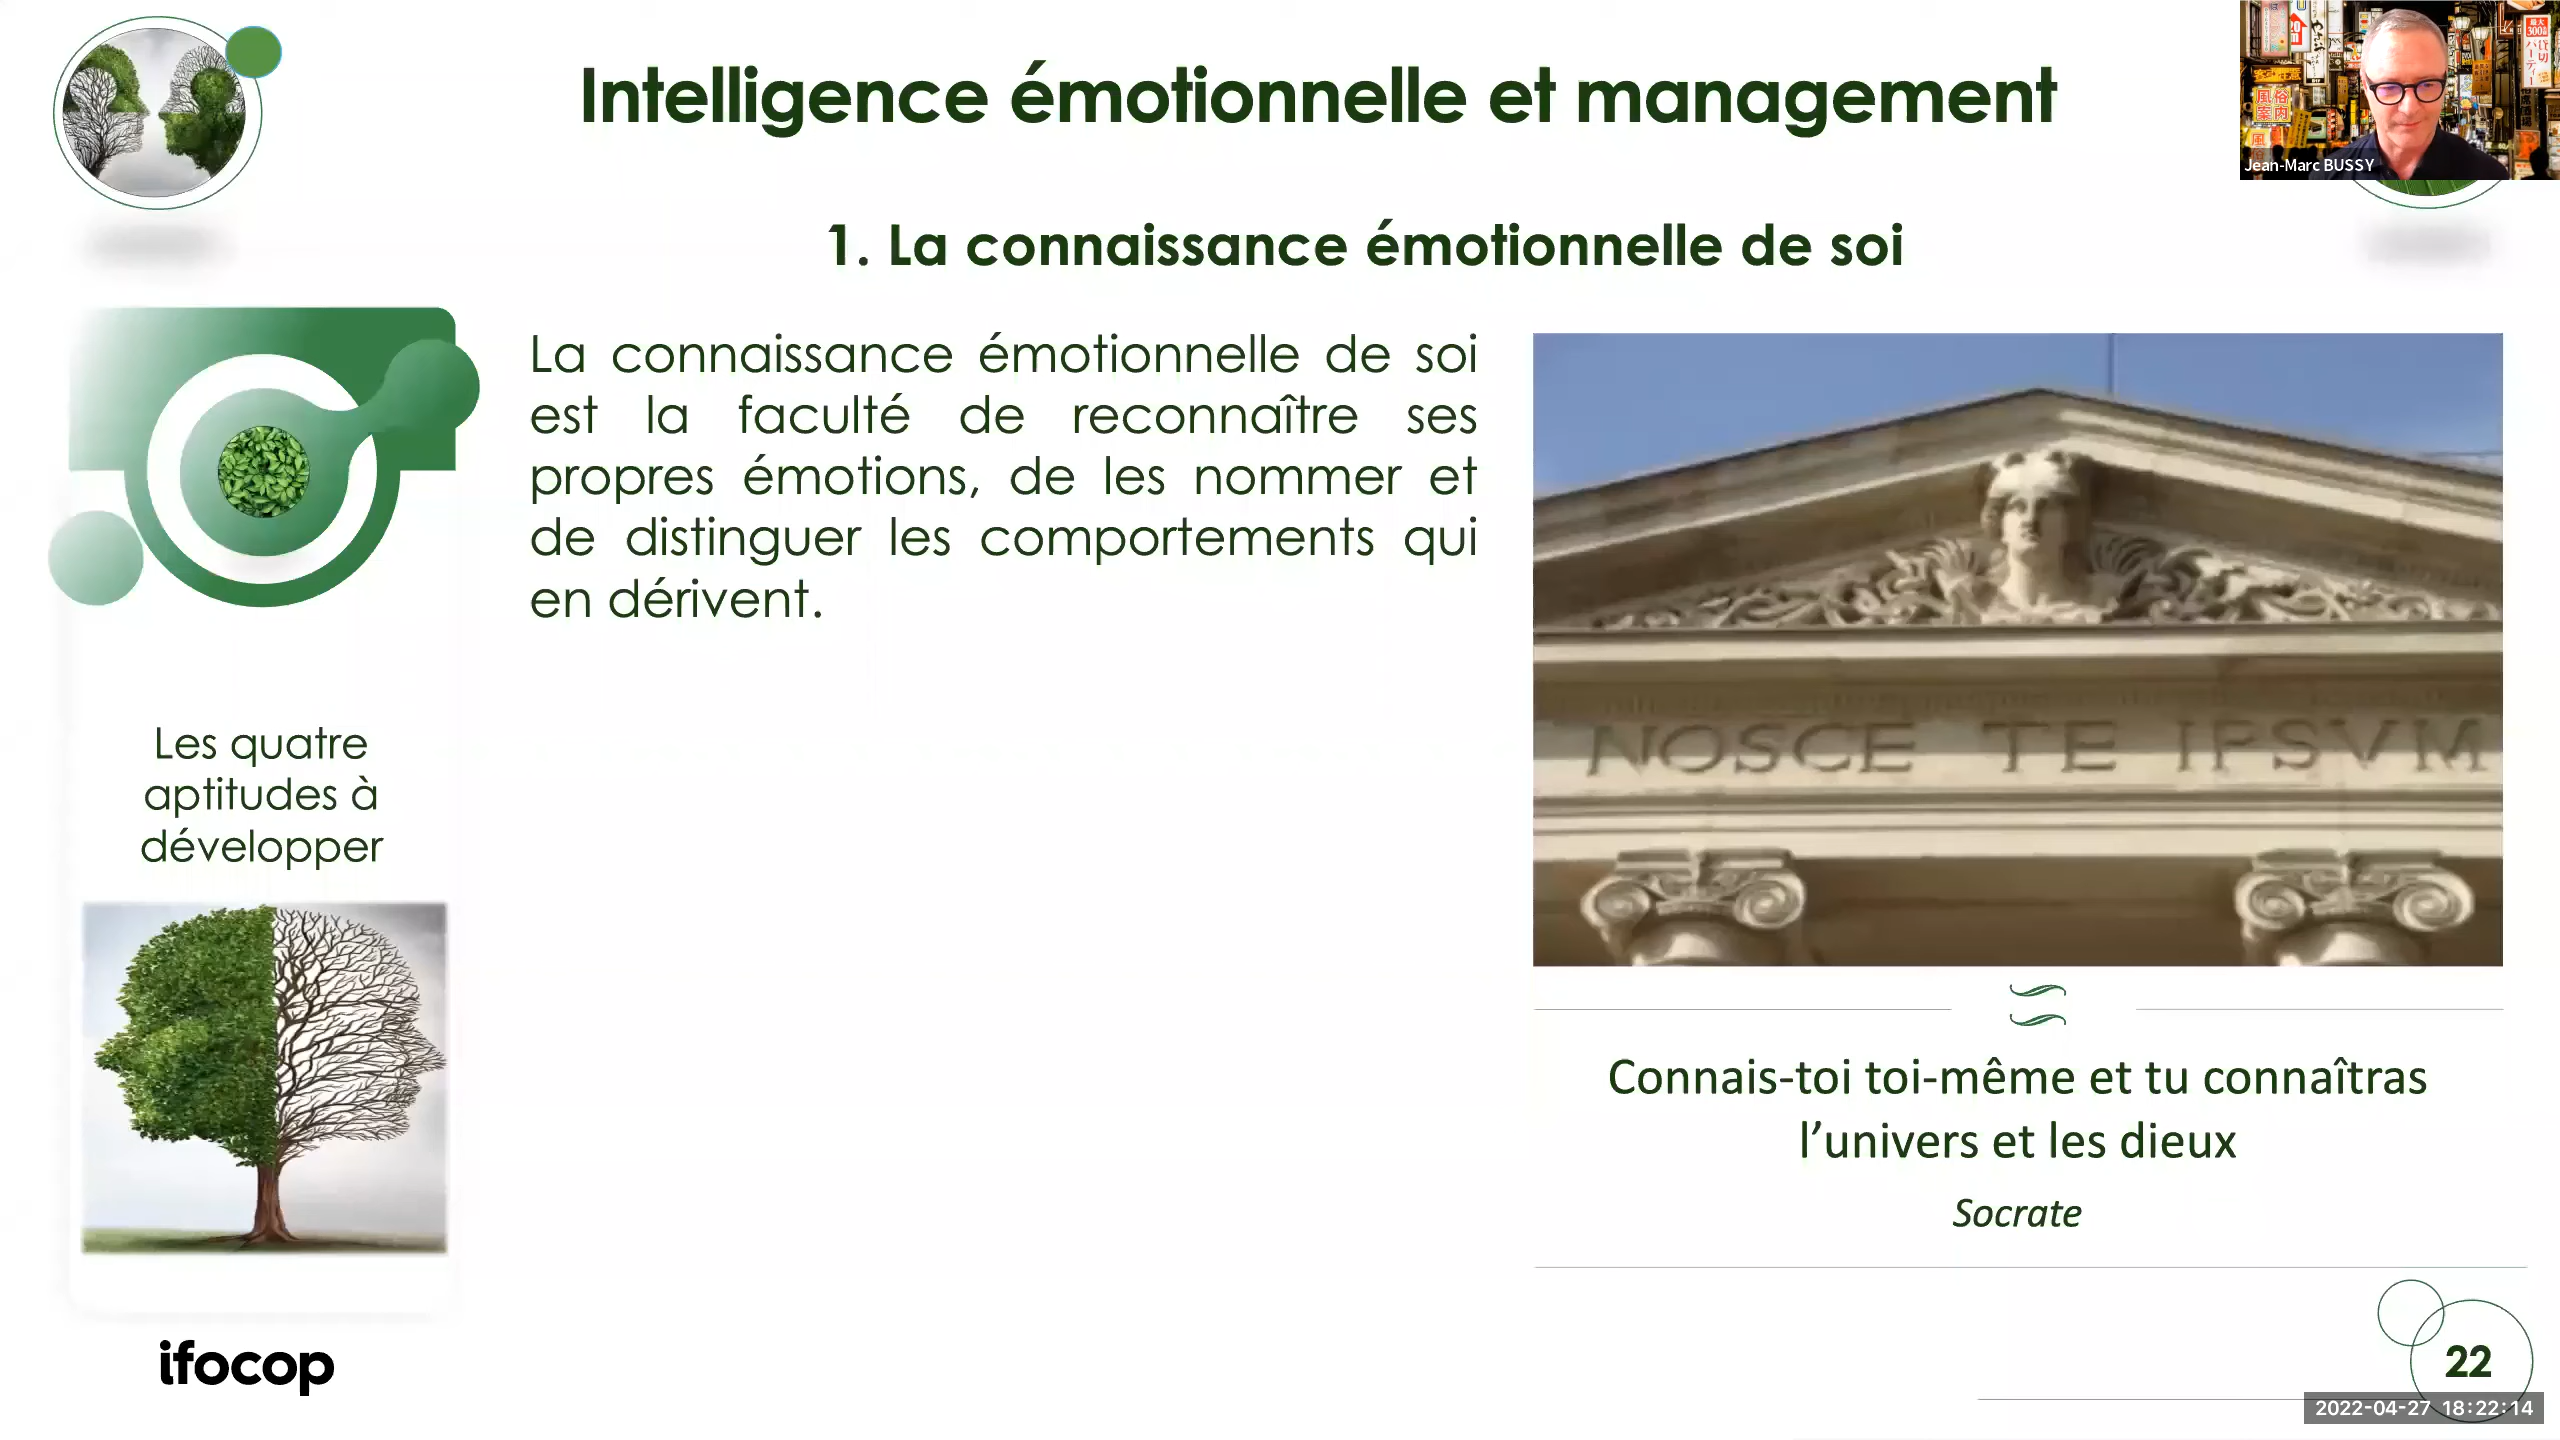 Intelligence émotionnelle et management
Jean-Marc BUSSY
1. La connaissance émotionnelle de soi
La connaissance émotionnelle de soi
est la faculté de reconnaître ses
propres émotions, de les nommer et
de distinguer les comportements qui
en dérivent.
NOSCE TE IPSVM
Les quatre
aptitudes à
développer
Connais-toi toi-même et tu connaîtras
l’univers et les dieux
Socrate
ifocop
22
2022-04-27 18:22:14